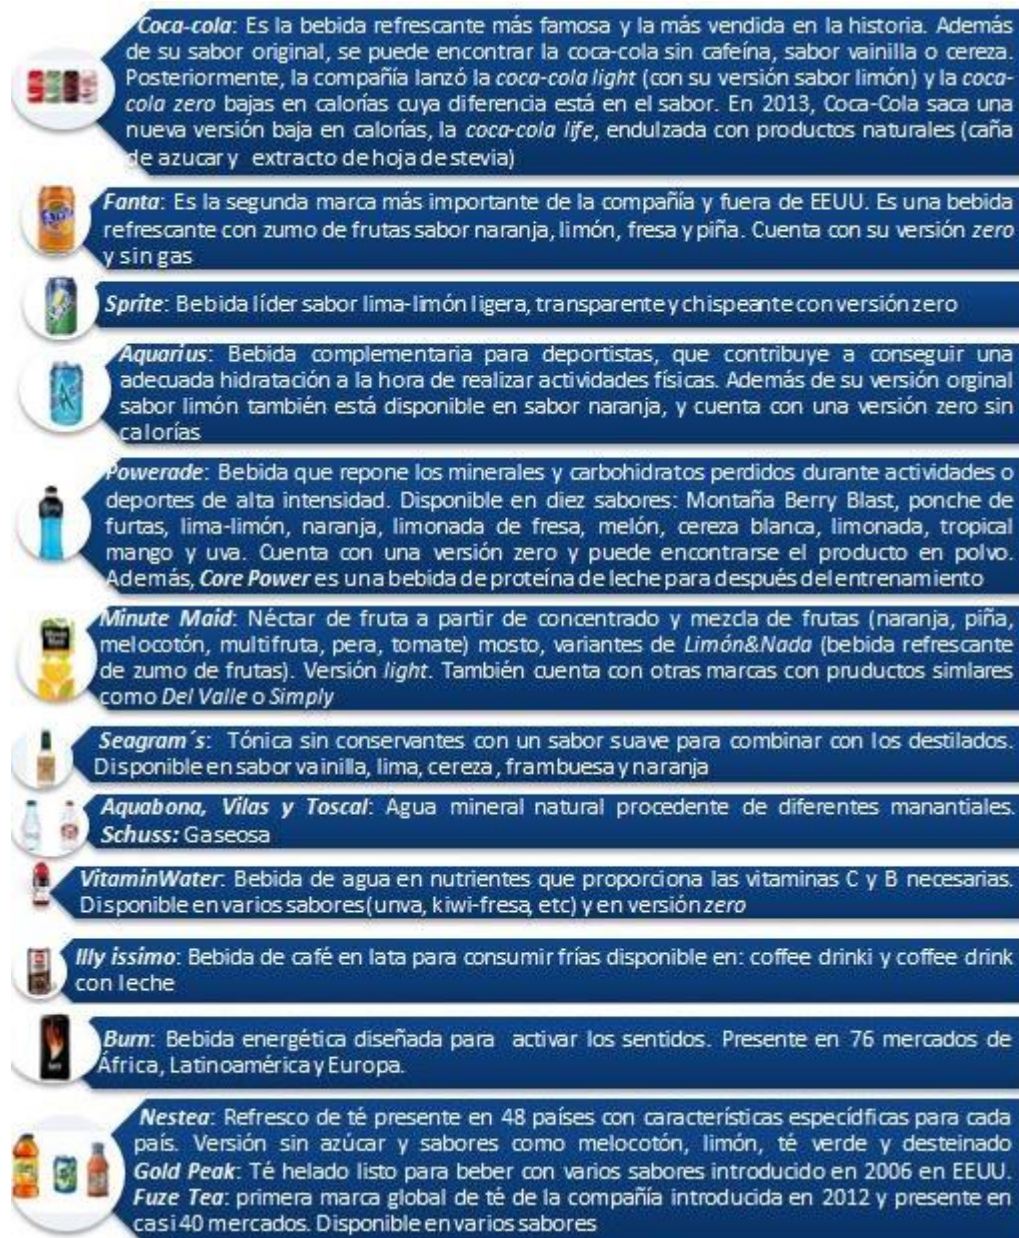 Coca-cola: Es la bebida refrescante más famosa y la más vendida en la historia. Además
de su sabor original, se puede encontrar la coca-cola sin cafeína, sabor vainilla o cereza.
Posteriormente, la compañía lanzó la coca-cola light (con su versión sabor limón) y la coca-
cola zero bajas en calorías cuya diferencia está en el sabor. En 2013, Coca-Cola saca una
nueva versión baja en calorías, la coca-cola life, endulzada con productos naturales (caña
de azucar y extracto de hoja de stevia)
Fanta: Es la segunda marca más importante de la compañía y fuera de EEUU. Es una bebida
refrescante con zumo de frutas sabor naranja, limón, fresa y piña. Cuenta con su versión zero
y sin gas
Sprite: Bebida líder sabor lima-limón ligera, transparente y chispeante con versión zero
Aquarius: Bebida complementaria para deportistas, que contribuye a conseguir una
adecuada hidratación a la hora de realizar actividades físicas. Además de su versión orginal
sabor limón también está disponible en sabor naranja, y cuenta con una versión zero sin
calorías
Powerade: Bebida que repone los minerales y carbohidratos perdidos durante actividades o
deportes de alta intensidad. Disponible en diez sabores: Montaña Berry Blast, ponche de
furtas, lima-limón, naranja, limonada de fresa, melón, cereza blanca, limonada, tropical
mango y uva. Cuenta con una versión zero y puede encontrarse el producto en polvo.
Además, Core Power es una bebida de proteína de leche para después del entrenamiento
Minute Maid: Néctar de fruta a partir de concentrado y mezcla de frutas (naranja, piña,
melocotón, multifruta, pera, tomate) mosto, variantes de Limón&Nada (bebida refrescante
de zumo de frutas). Versión light. También cuenta con otras marcas con pruductos simlares
como Del Valle o Simply
Seagram´s: Tónica sin conservantes con un sabor suave para combinar con los destilados.
Disponible en sabor vainilla, lima, cereza, frambuesa y naranja
Aquabona, Vilas y Toscal: Agua mineral natural procedente de diferentes manantiales.
Schuss: Gaseosa
VitaminWater: Bebida de agua en nutrientes que proporciona las vitaminas C y B necesarias.
Disponible en varios sabores (unva, kiwi-fresa, etc) y en versión zero
Illy issimo: Bebida de café en lata para consumir frías disponible en: coffee drinki y coffee drink
con leche
Burn: Bebida energética diseñada para activar los sentidos. Presente en 76 mercados de
África, Latinoamérica y Europa.
Nestea: Refresco de té presente en 48 países con características especídficas para cada
país. Versión sin azúcar y sabores como melocotón, limón, té verde y desteinado
Gold Peak: Té helado listo para beber con varios sabores introducido en 2006 en EEUU.
Fuze Tea: primera marca global de té de la compañía introducida en 2012 y presente en
casi 40 mercados. Disponible en varios sabores